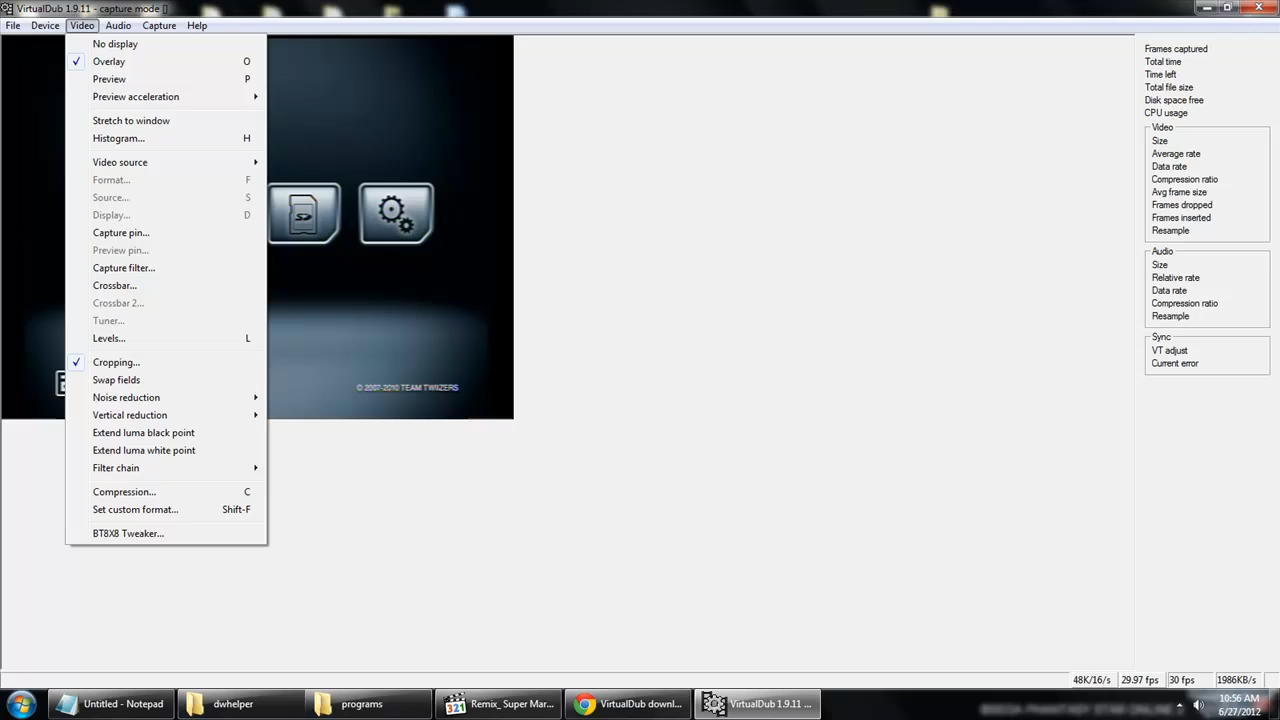 VirtualDub 1.9.11 - capture mode []
File Device Video Audio Capture Help
No display
Overlay O
Preview P
Preview acceleration
Stretch to window
Histogram... H
Video source
Format... F
Source... S
Display... D
Capture pin...
Preview pin...
Capture filter...
Crossbar...
Crossbar 2...
Tuner...
Levels... L
Cropping...
Swap fields
Noise reduction
Vertical reduction
Extend luma black point
Extend luma white point
Filter chain
Compression... C
Set custom format... Shift-F
BT8X8 Tweaker...
SD
© 2007-2010 TEAM TWIIZERS
Frames captured
Total time
Time left
Total file size
Disk space free
CPU usage
Video
Size
Average rate
Data rate
Compression ratio
Avg frame size
Frames dropped
Frames inserted
Resample
Audio
Size
Relative rate
Data rate
Compression ratio
Resample
Sync
VT adjust
Current error
48K/16/s 29.97 fps 30 fps 1986KB/s
Untitled - Notepad
dwhelper
programs
321
Remix_ Super Mar...
VirtualDub downl...
VirtualDub 1.9.11 ...
10:56 AM
6/27/2012